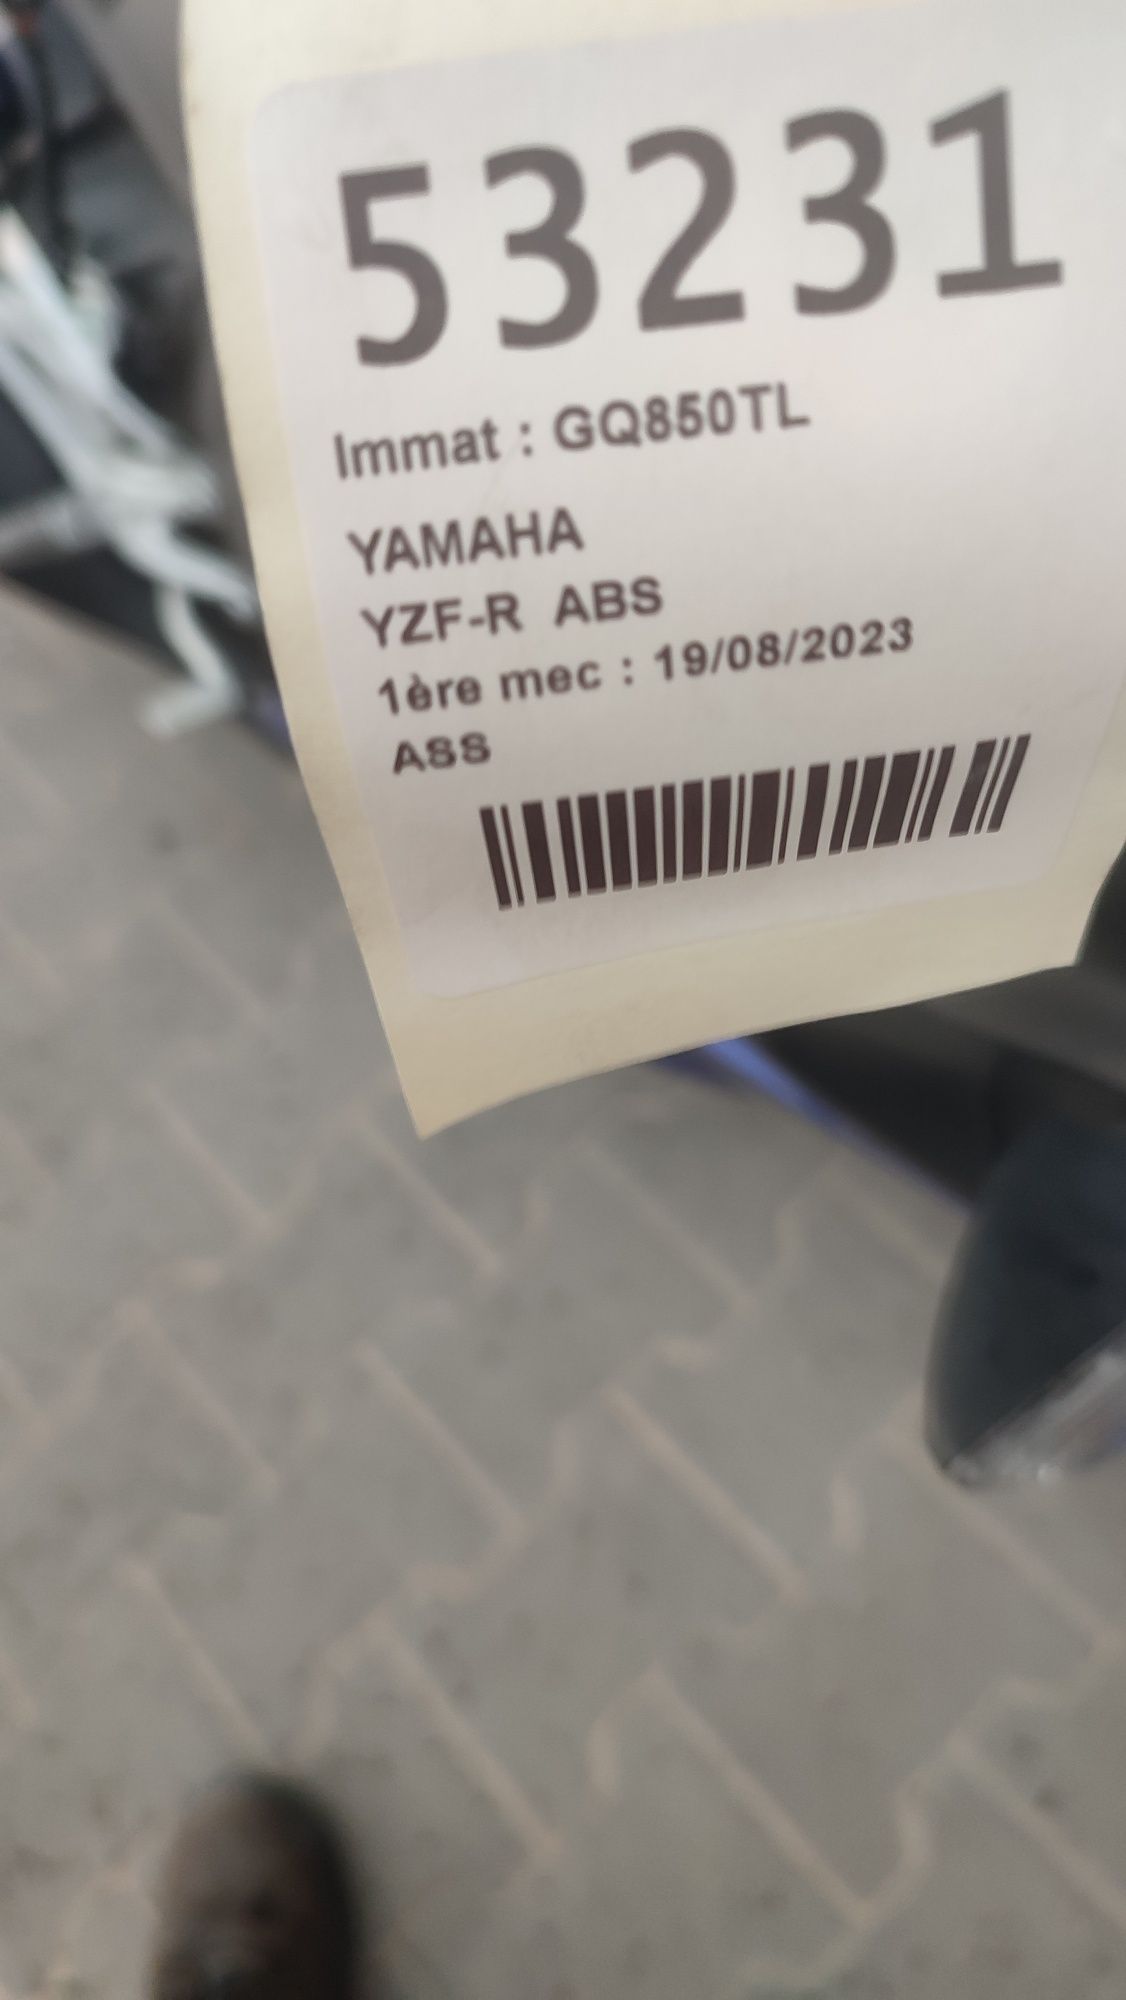 53231
Immat : GQ850TL
YAMAHA
YZF-R  ABS
1ère mec : 19/08/2023
ASS